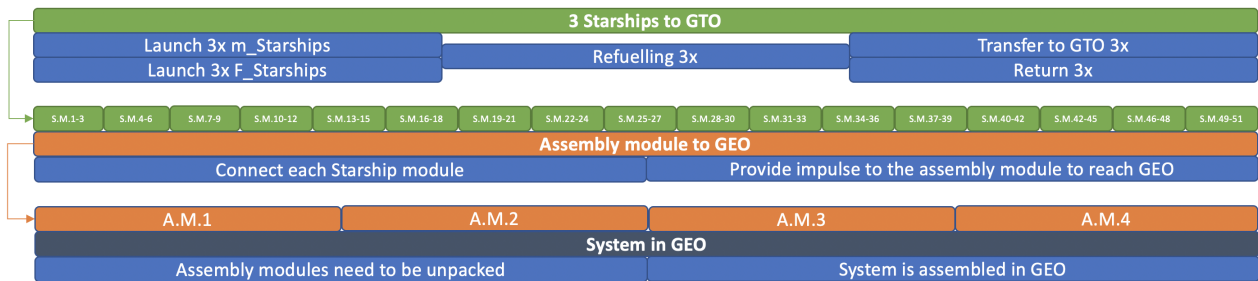 3 Starships to GTO
Launch 3x m_Starships
Refuelling 3x
Transfer to GTO 3x
Launch 3x F_Starships
Return 3x
S.M.1-3 S.M.4-6 S.M.7-9 S.M.10-12 S.M.13-15 S.M.16-18 S.M.19-21 S.M.22-24 S.M.25-27 S.M.28-30 S.M.31-33 S.M.34-36 S.M.37-39 S.M.40-42 S.M.42-45 S.M.46-48 S.M.49-51
Assembly module to GEO
Connect each Starship module Provide impulse to the assembly module to reach GEO
A.M.1 A.M.2 A.M.3 A.M.4
System in GEO
Assembly modules need to be unpacked System is assembled in GEO